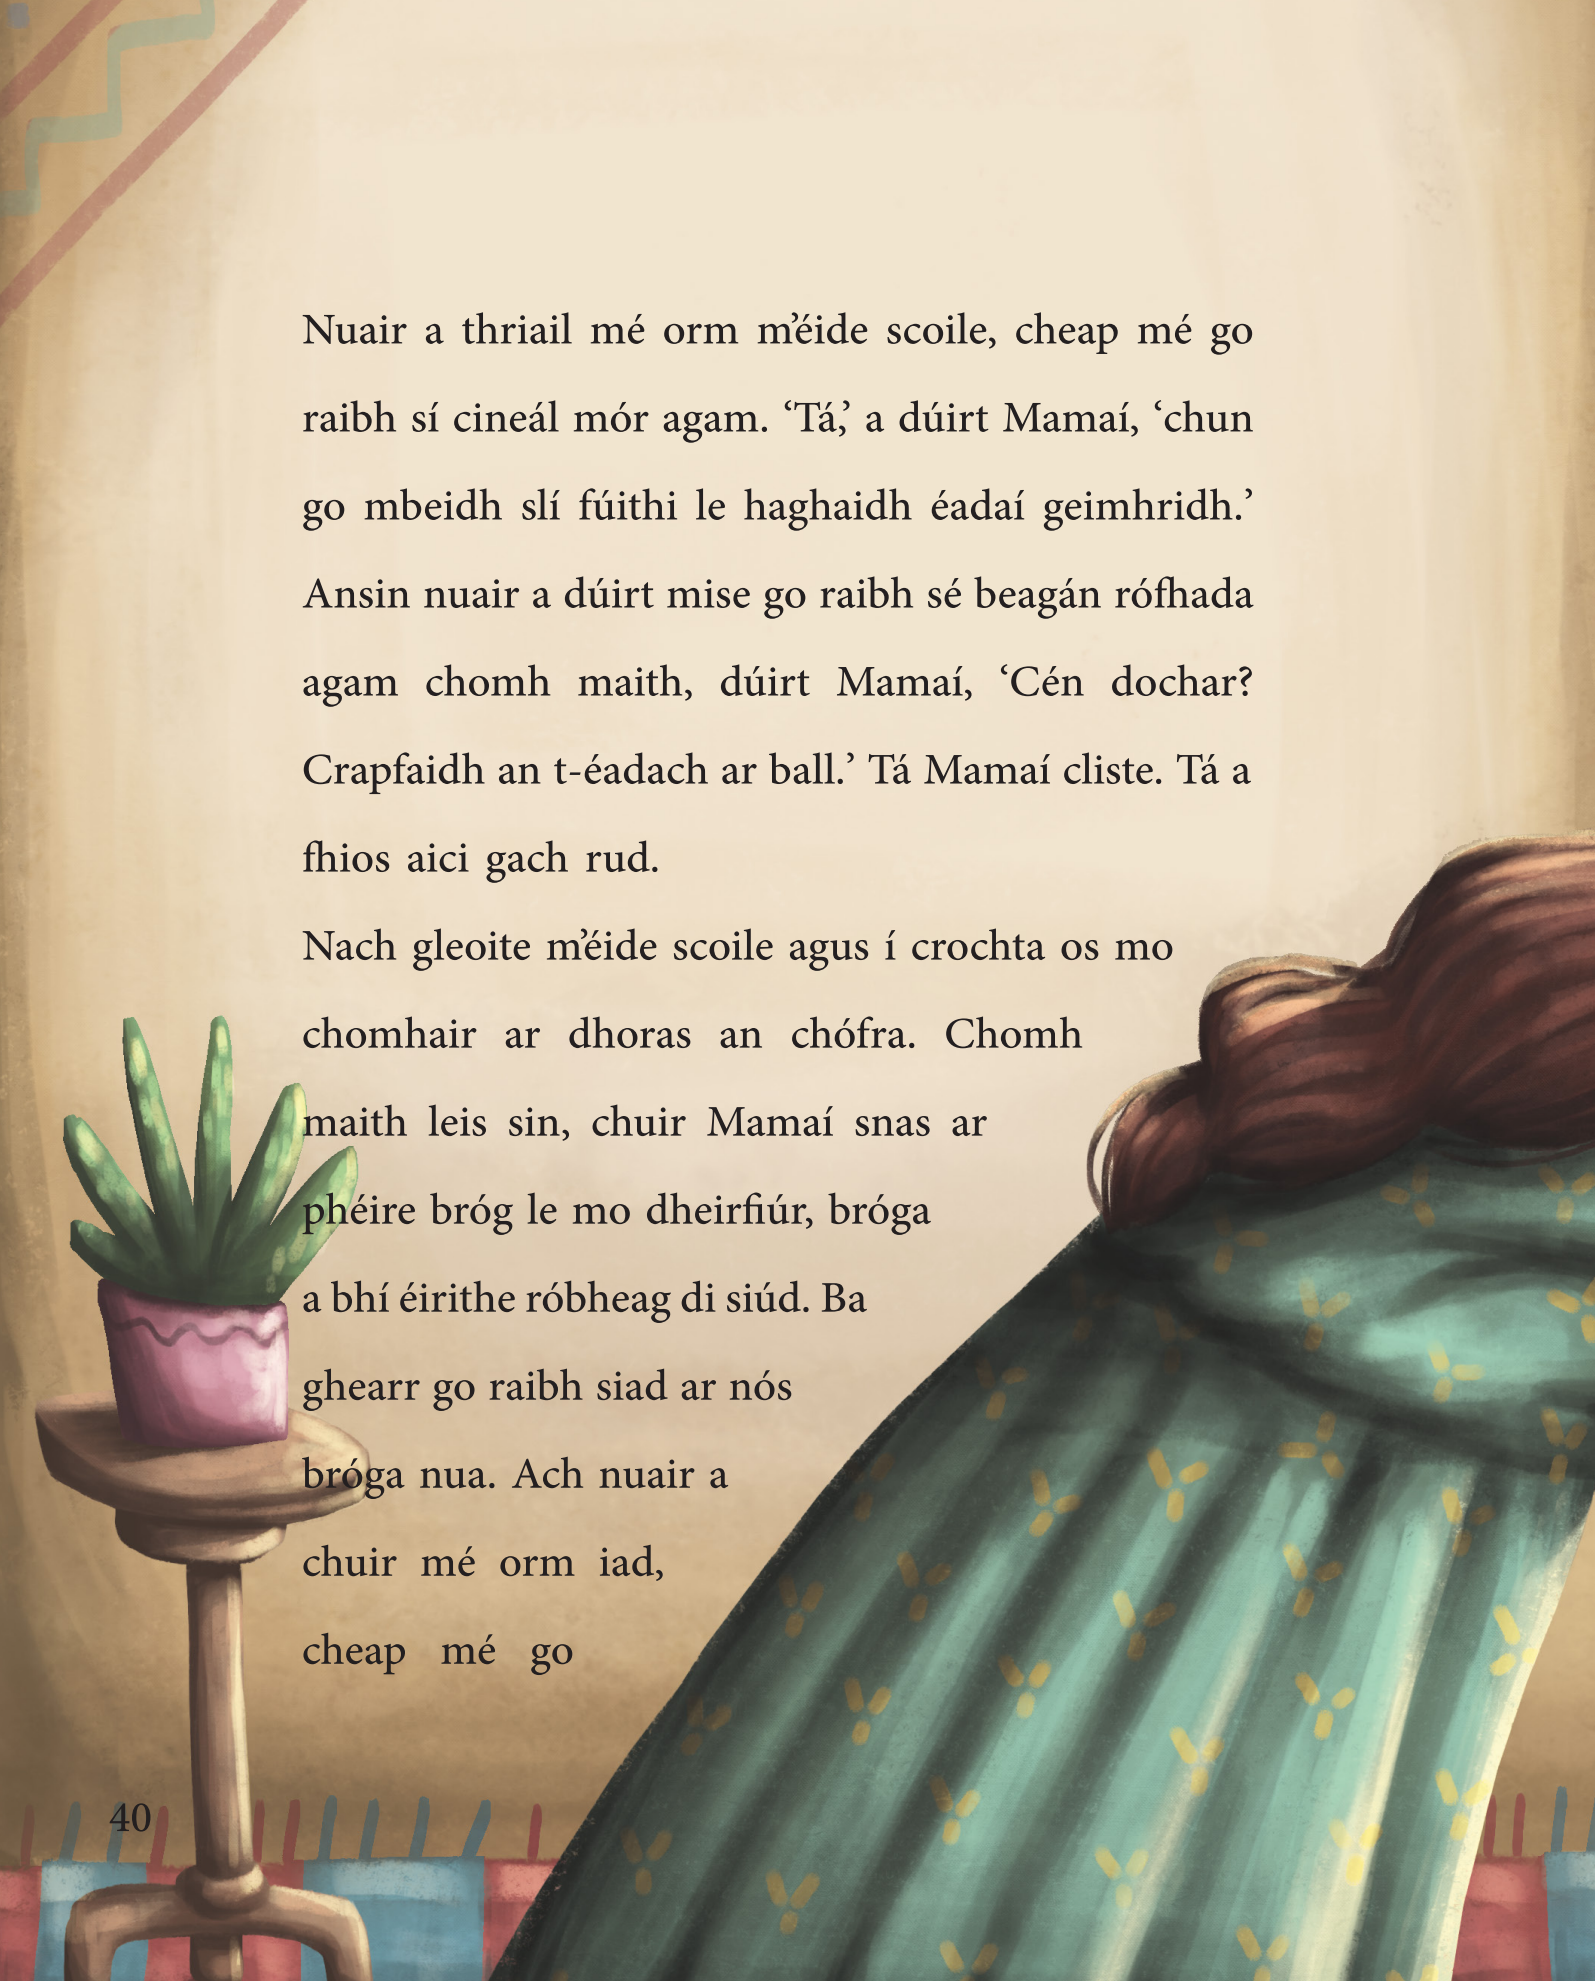 Nuair a thriail mé orm m’éide scoile, cheap mé go
raibh sí cineál mór agam. ‘Tá,’ a dúirt Mamaí, ‘chun
go mbeidh slí fúithi le haghaidh éadaí geimhridh.’
Ansin nuair a dúirt mise go raibh sé beagán rófhada
agam chomh maith, dúirt Mamaí, ‘Cén dochar?
Crapfaidh an t-éadach ar ball.’ Tá Mamaí cliste. Tá a
fhios aici gach rud.
Nach gleoite m’éide scoile agus í crochta os mo
chomhair ar dhoras an chófra. Chomh
maith leis sin, chuir Mamaí snas ar
phéire bróg le mo dheirfiúr, bróga
a bhí éirithe róbheag di siúd. Ba
ghearr go raibh siad ar nós
bróga nua. Ach nuair a
chuir mé orm iad,
cheap mé go
40